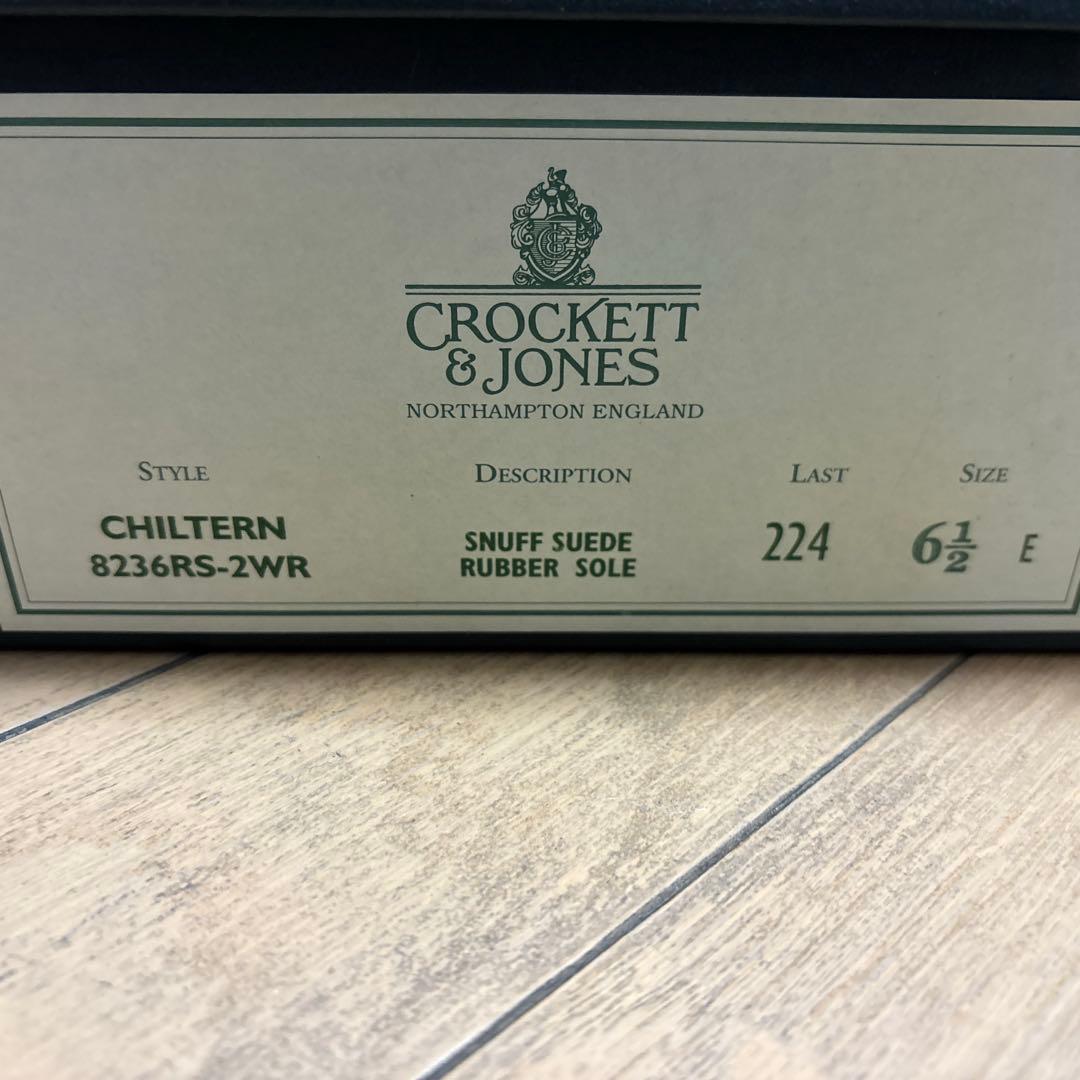 CROCKETT
& JONES
NORTHAMPTON ENGLAND
STYLE DESCRIPTION LAST SIZE
CHILTERN SNUFF SUEDE 224 6½ E
8236RS-2WR RUBBER SOLE